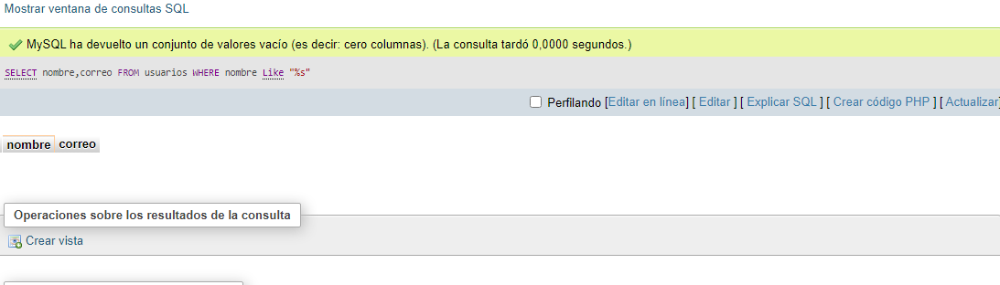 Mostrar ventana de consultas SQL
MySQL ha devuelto un conjunto de valores vacío (es decir: cero columnas). (La consulta tardó 0,0000 segundos.)
SELECT nombre,correo FROM usuarios WHERE nombre Like "%s"
Perfilando [Editar en línea] [ Editar ] [ Explicar SQL ] [ Crear código PHP ] [ Actualizar]
nombre correo
Operaciones sobre los resultados de la consulta
Crear vista